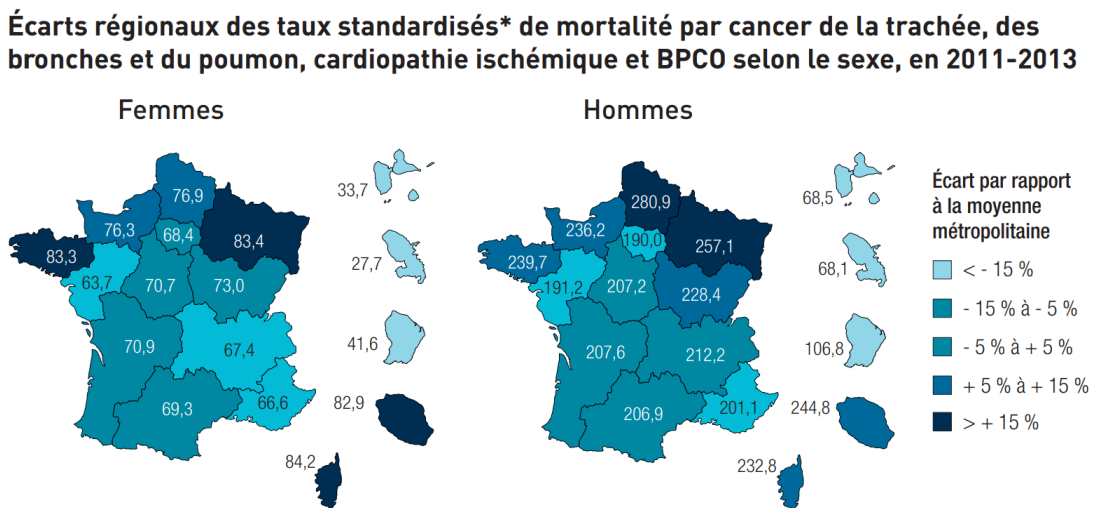 Écarts régionaux des taux standardisés* de mortalité par cancer de la trachée, des
bronches et du poumon, cardiopathie ischémique et BPCO selon le sexe, en 2011-2013
Femmes
76,9
76,3
68,4
83,4
83,3
63,7
70,7
73,0
70,9
67,4
69,3
66,6
33,7
27,7
41,6
82,9
84,2
Hommes
280,9
236,2
190,0
257,1
239,7
191,2
207,2
228,4
207,6
212,2
206,9
201,1
68,5
68,1
106,8
244,8
232,8
Écart par rapport
à la moyenne
métropolitaine
< - 15 %
- 15 % à - 5 %
- 5 % à + 5 %
+ 5 % à + 15 %
> + 15 %